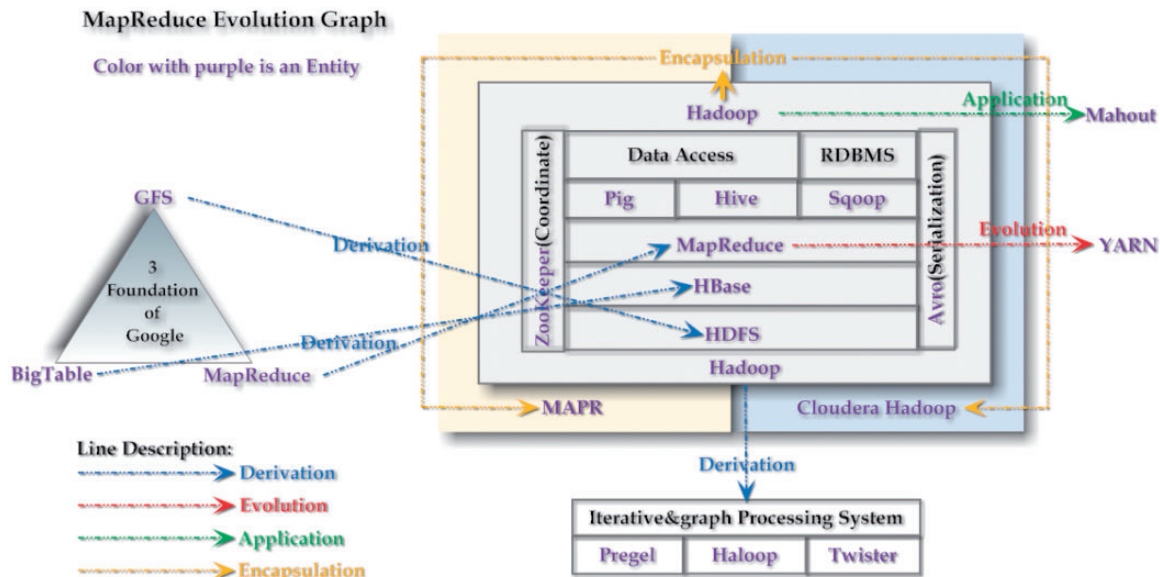 MapReduce Evolution Graph
Color with purple is an Entity
Encapsulation
Hadoop
Application
Mahout
ZooKeeper(Coordinate)
Data Access
RDBMS
Avro(Serialization)
Pig
Hive
Sqoop
GFS
Derivation
MapReduce
Evolution
YARN
3
Foundation
of
Google
HBase
HDFS
Derivation
BigTable
MapReduce
Hadoop
MAPR
Cloudera Hadoop
Line Description:
Derivation
Derivation
Evolution
Application
Encapsulation
Iterative&graph Processing System
Pregel
Haloop
Twister